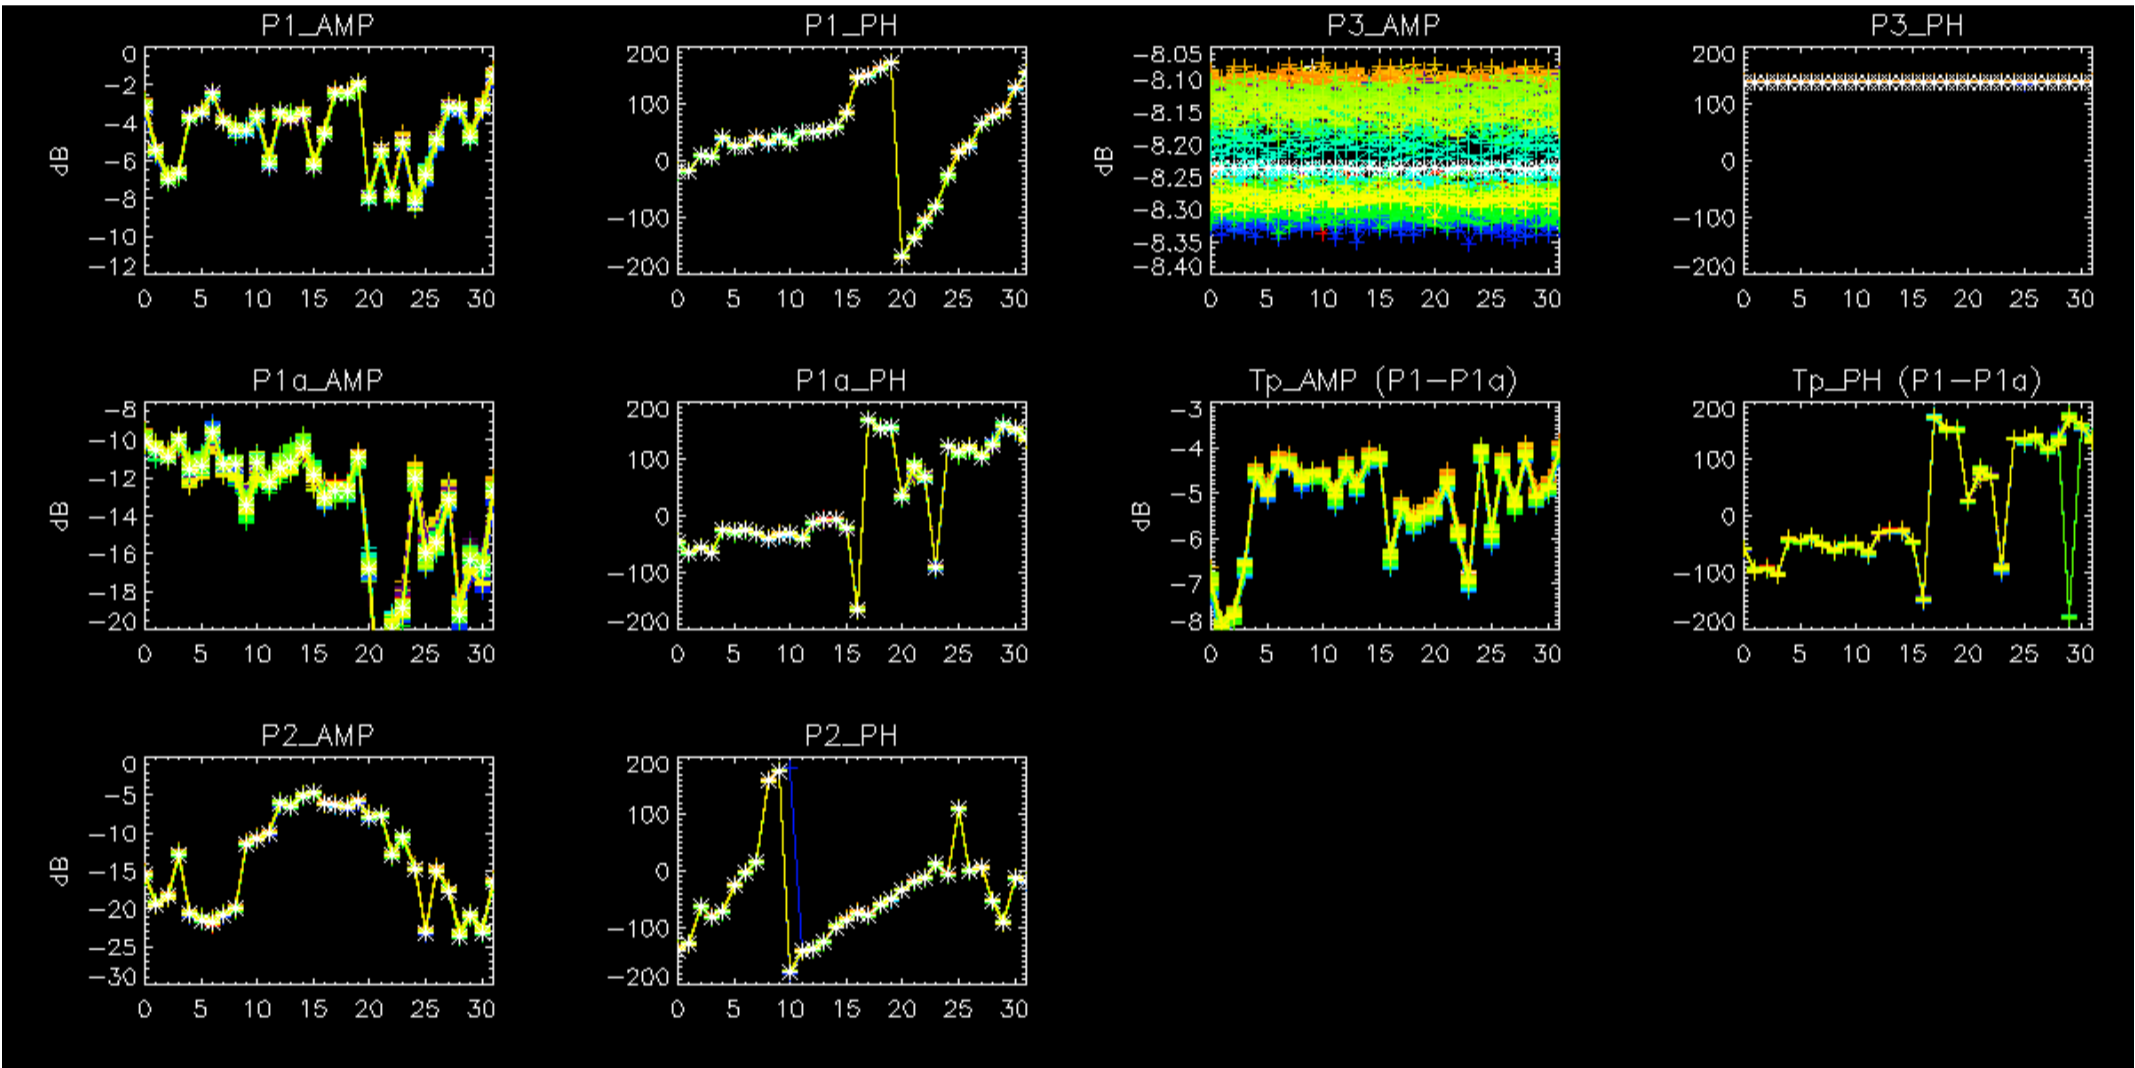 P1_AMP
P1_PH
P3_AMP
P3_PH
dB
0
-2
-4
-6
-8
-10
-12
0 5 10 15 20 25 30
200
100
0
-100
-200
0 5 10 15 20 25 30
dB
-8.05
-8.10
-8.15
-8.20
-8.25
-8.30
-8.35
-8.40
0 5 10 15 20 25 30
200
100
0
-100
-200
0 5 10 15 20 25 30
P1a_AMP
P1a_PH
Tp_AMP (P1-P1a)
Tp_PH (P1-P1a)
dB
-8
-10
-12
-14
-16
-18
-20
0 5 10 15 20 25 30
200
100
0
-100
-200
0 5 10 15 20 25 30
dB
-3
-4
-5
-6
-7
-8
0 5 10 15 20 25 30
200
100
0
-100
-200
0 5 10 15 20 25 30
P2_AMP
P2_PH
dB
0
-5
-10
-15
-20
-25
-30
0 5 10 15 20 25 30
200
100
0
-100
-200
0 5 10 15 20 25 30